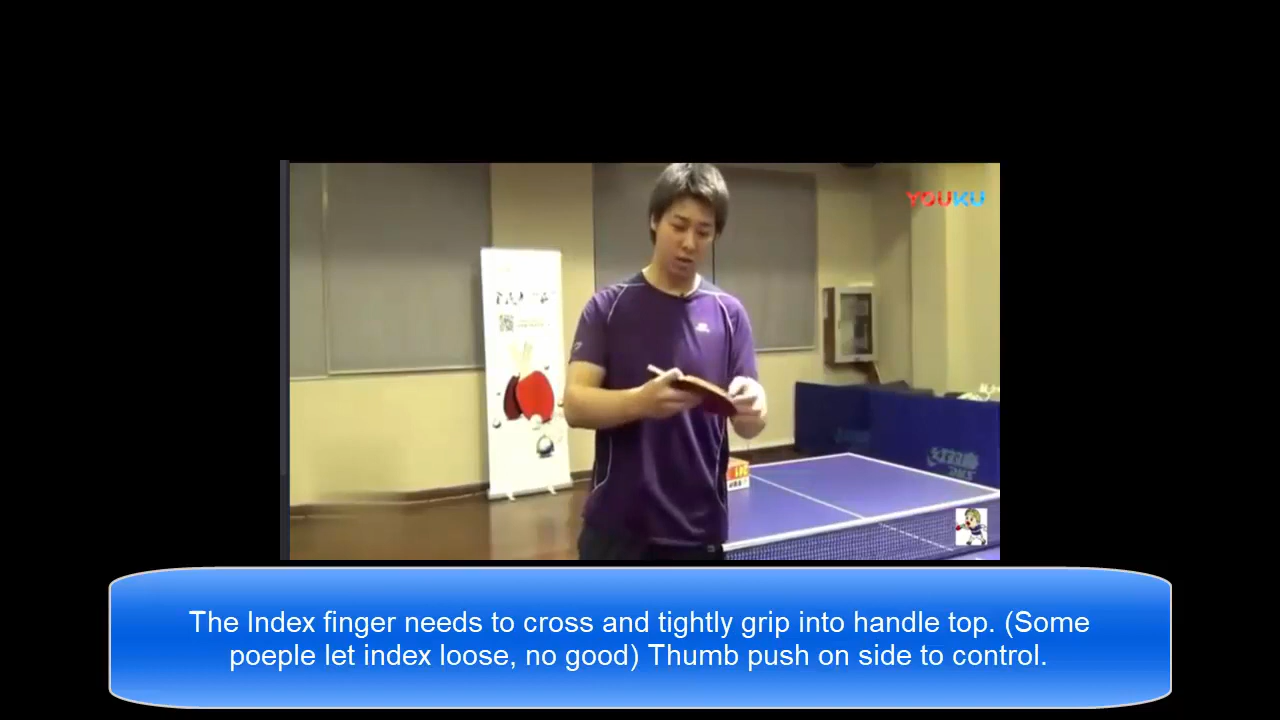 YOUKU
The Index finger needs to cross and tightly grip into handle top. (Some
poeple let index loose, no good) Thumb push on side to control.